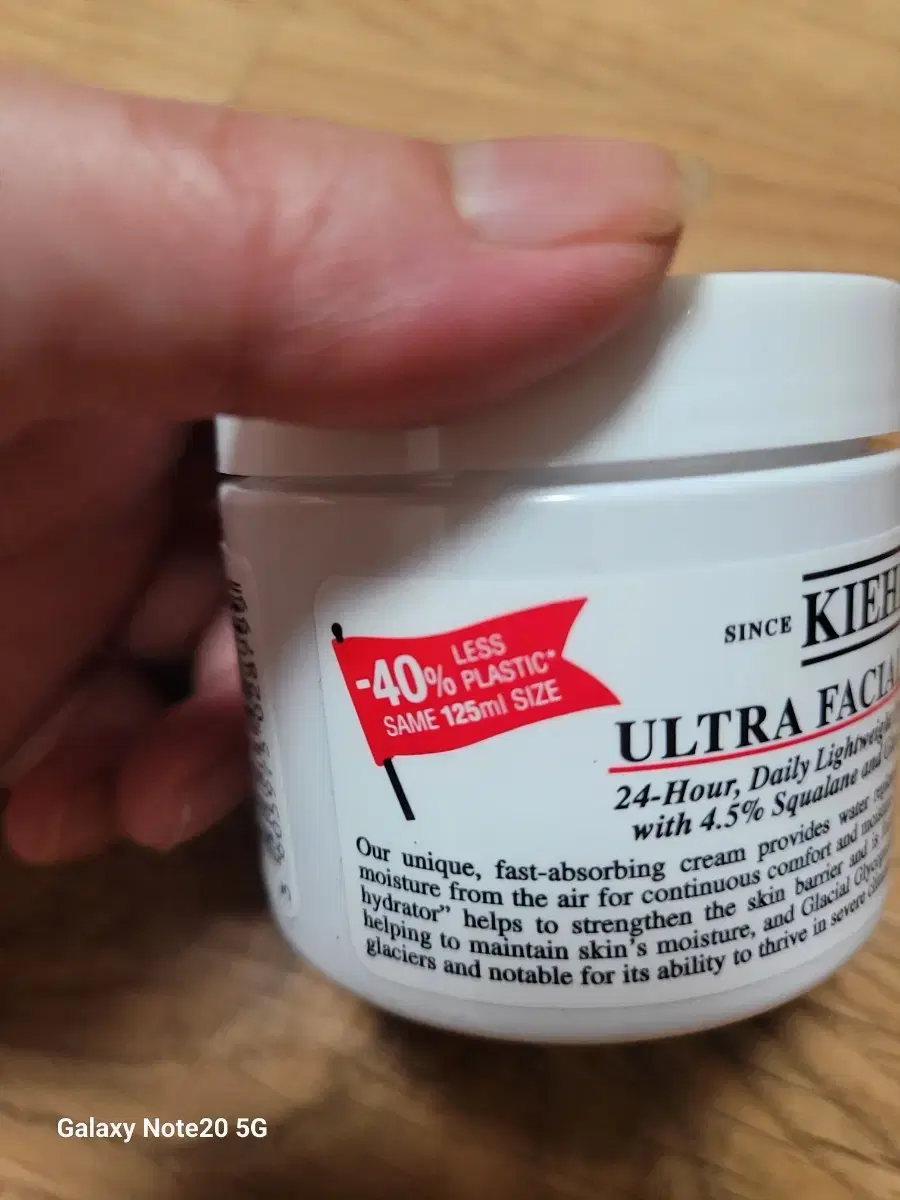 -40% LESS
PLASTIC*
SAME 125ml SIZE
SINCE
KIEH
ULTRA FACIA
24-Hour, Daily Lightweight
with 4.5% Squalane and
Our unique, fast-absorbing cream provides water
moisture from the air for continuous comfort and
hydrator” helps to strengthen the skin barrier and is
helping to maintain skin's moisture, and Glacial
glaciers and notable for its ability to thrive in severe
Galaxy Note20 5G